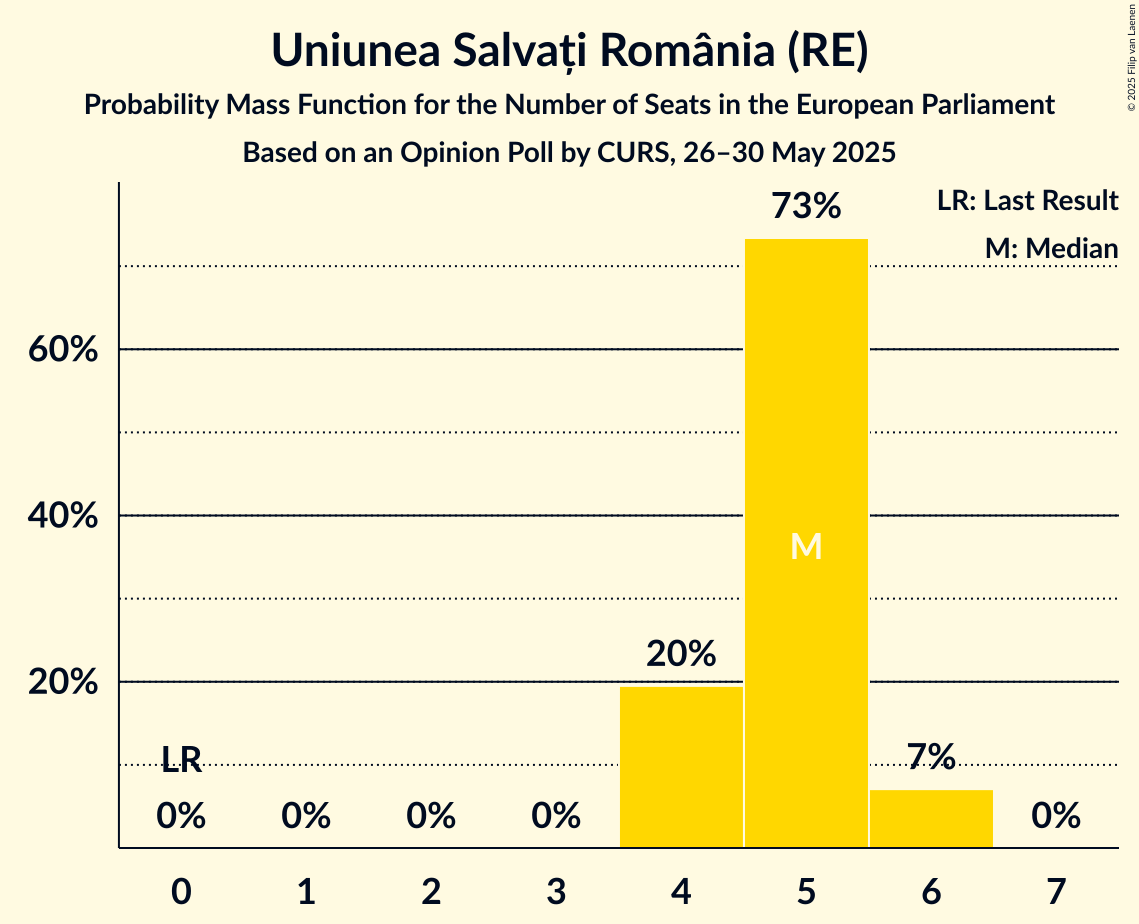 Uniunea Salvați România (RE)
Probability Mass Function for the Number of Seats in the European Parliament
Based on an Opinion Poll by CURS, 26–30 May 2025
© 2025 Filip van Laenen
LR: Last Result
M: Median
73%
60%
40%
M
20%
20%
LR
7%
0% 0% 0% 0% 0%
0 1 2 3 4 5 6 7